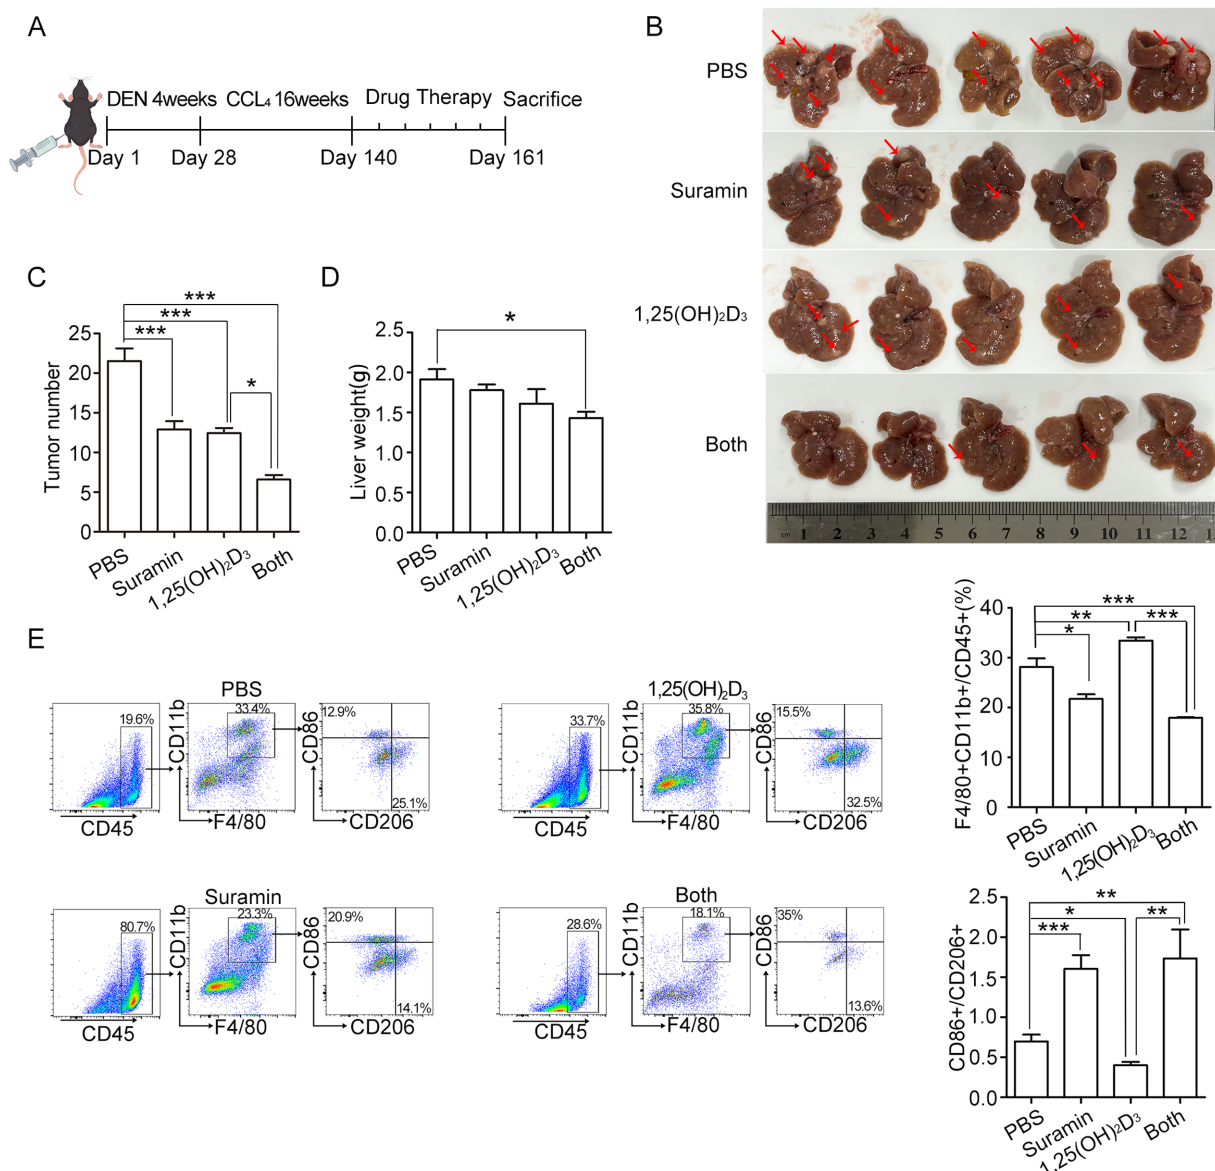 A
DEN 4weeks CCL₄ 16weeks Drug Therapy Sacrifice
Day 1 Day 28 Day 140 Day 161
B
PBS
Suramin
1,25(OH)₂D₃
Both
cm 1 2 3 4 5 6 7 8 9 10 11 12 1
C
***
***
***
*
Tumor number
25
20
15
10
5
0
PBS Suramin 1,25(OH)₂D₃ Both
D
*
Liver weight(g)
2.5
2.0
1.5
1.0
0.5
0.0
PBS Suramin 1,25(OH)₂D₃ Both
E
PBS
19.6%
CD45
33.4%
CD11b
F4/80
12.9%
CD86
25.1%
CD206
1,25(OH)₂D₃
33.7%
CD45
35.8%
CD11b
F4/80
15.5%
CD86
32.5%
CD206
Suramin
80.7%
CD45
23.3%
CD11b
F4/80
20.9%
CD86
14.1%
CD206
Both
28.6%
CD45
18.1%
CD11b
F4/80
35%
CD86
13.6%
CD206
F4/80+CD11b+/CD45+(%)
***
** ***
*
40
30
20
10
0
PBS Suramin 1,25(OH)₂D₃ Both
CD86+/CD206+
**
* **
***
2.5
2.0
1.5
1.0
0.5
0.0
PBS Suramin 1,25(OH)₂D₃ Both